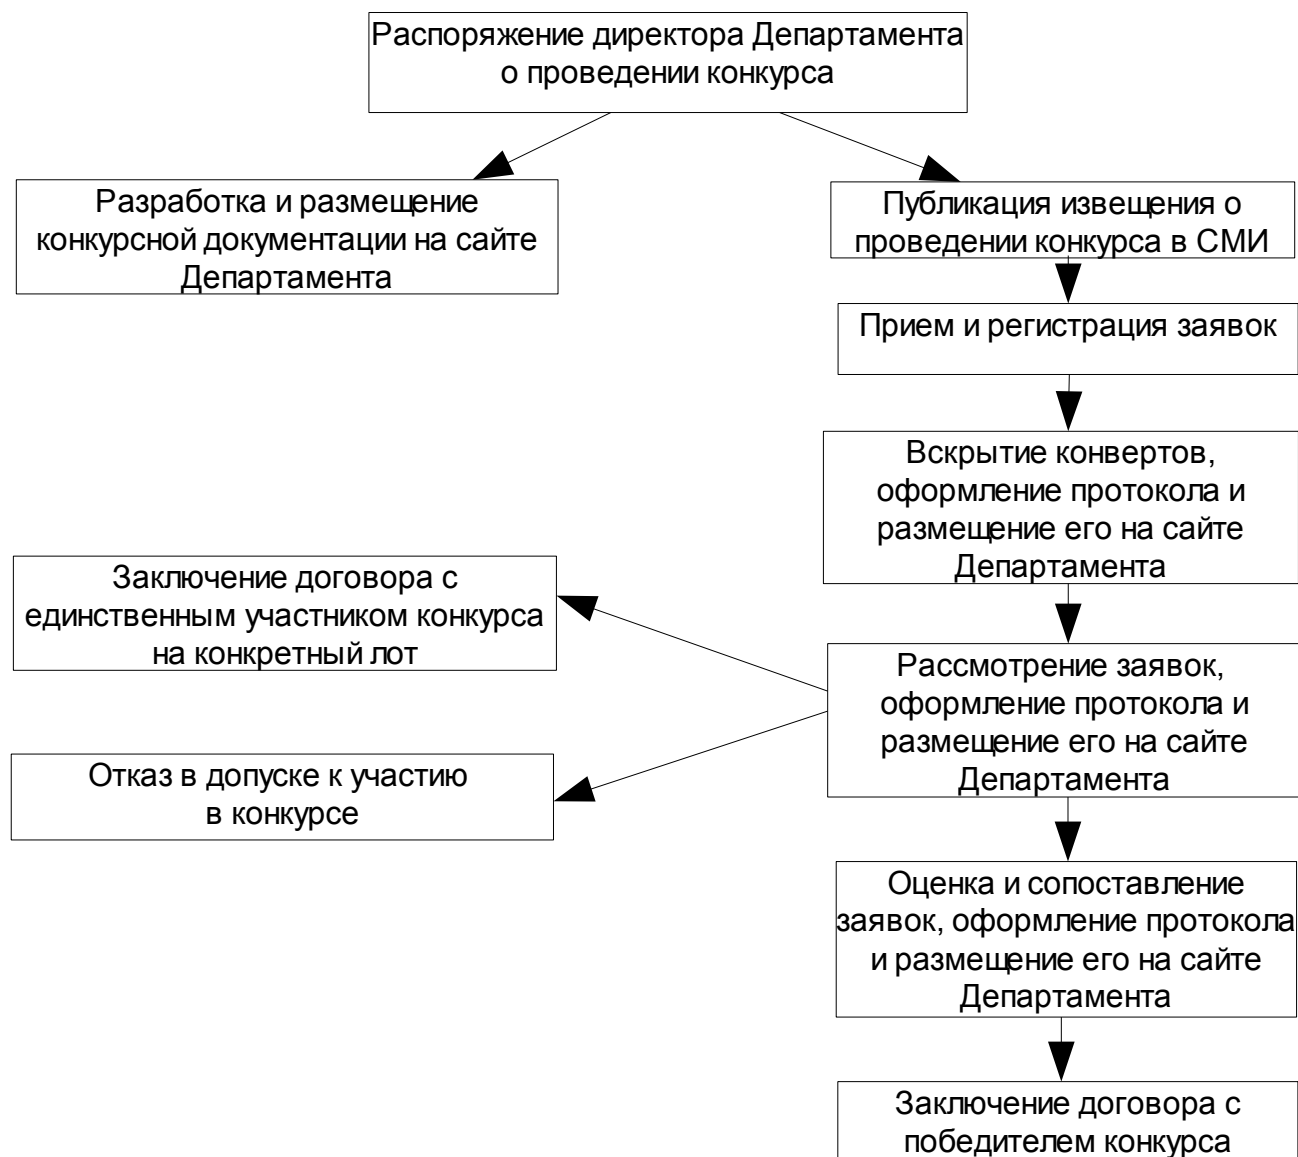 Распоряжение директора Департамента
о проведении конкурса
Разработка и размещение
конкурсной документации на сайте
Департамента
Публикация извещения о
проведении конкурса в СМИ
Прием и регистрация заявок
Вскрытие конвертов,
оформление протокола и
размещение его на сайте
Департамента
Заключение договора с
единственным участником конкурса
на конкретный лот
Рассмотрение заявок,
оформление протокола и
размещение его на сайте
Департамента
Отказ в допуске к участию
в конкурсе
Оценка и сопоставление
заявок, оформление протокола
и размещение его на сайте
Департамента
Заключение договора с
победителем конкурса